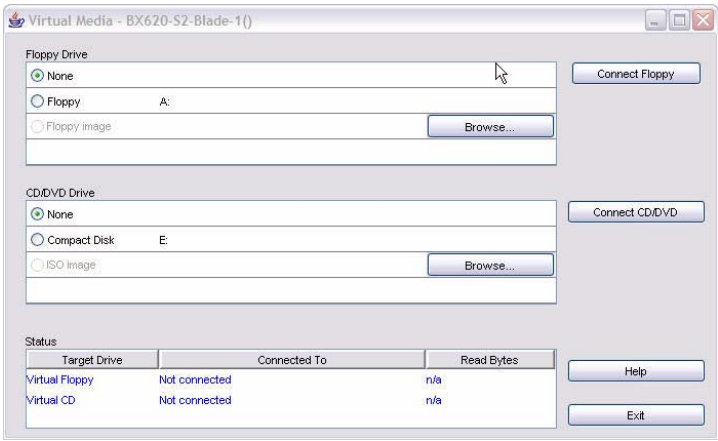 Virtual Media - BX620-S2-Blade-1()
Floppy Drive
None
Connect Floppy
Floppy A:
Floppy image Browse...
CD/DVD Drive
None
Connect CD/DVD
Compact Disk E:
ISO image Browse...
Status
Target Drive Connected To Read Bytes
Virtual Floppy Not connected n/a
Virtual CD Not connected n/a
Help
Exit